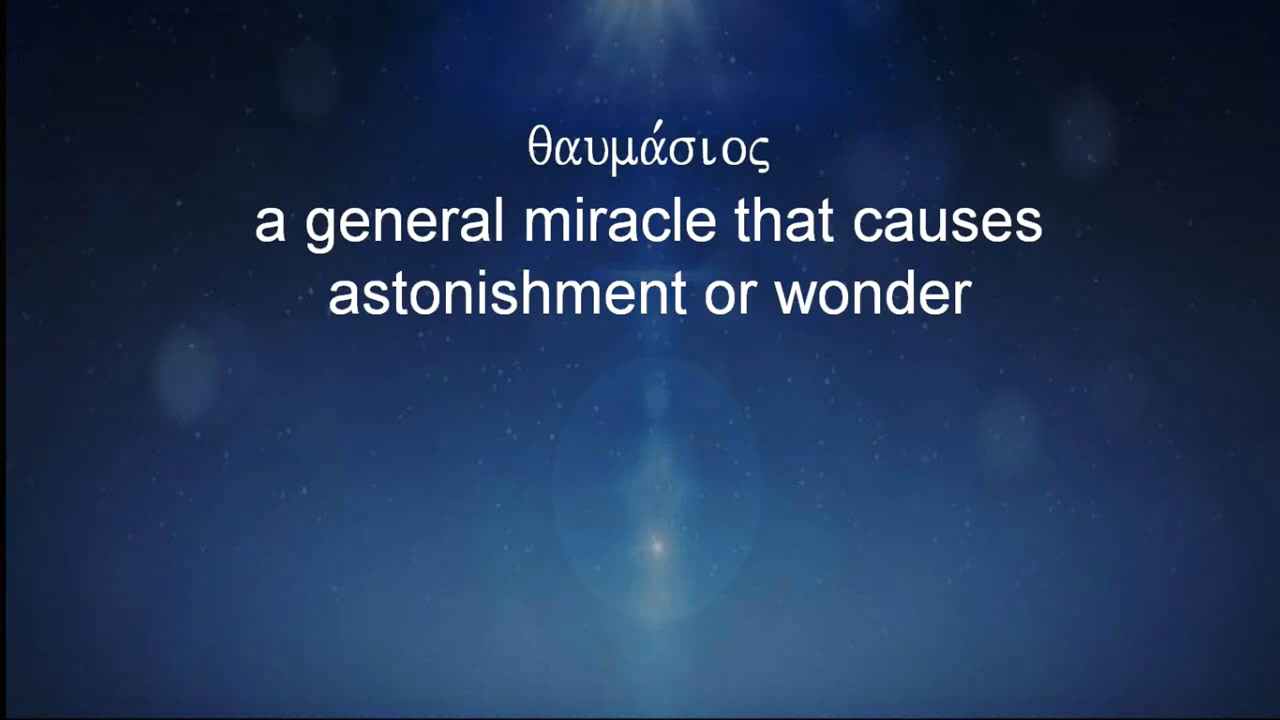 θαυμάσιος
a general miracle that causes
astonishment or wonder